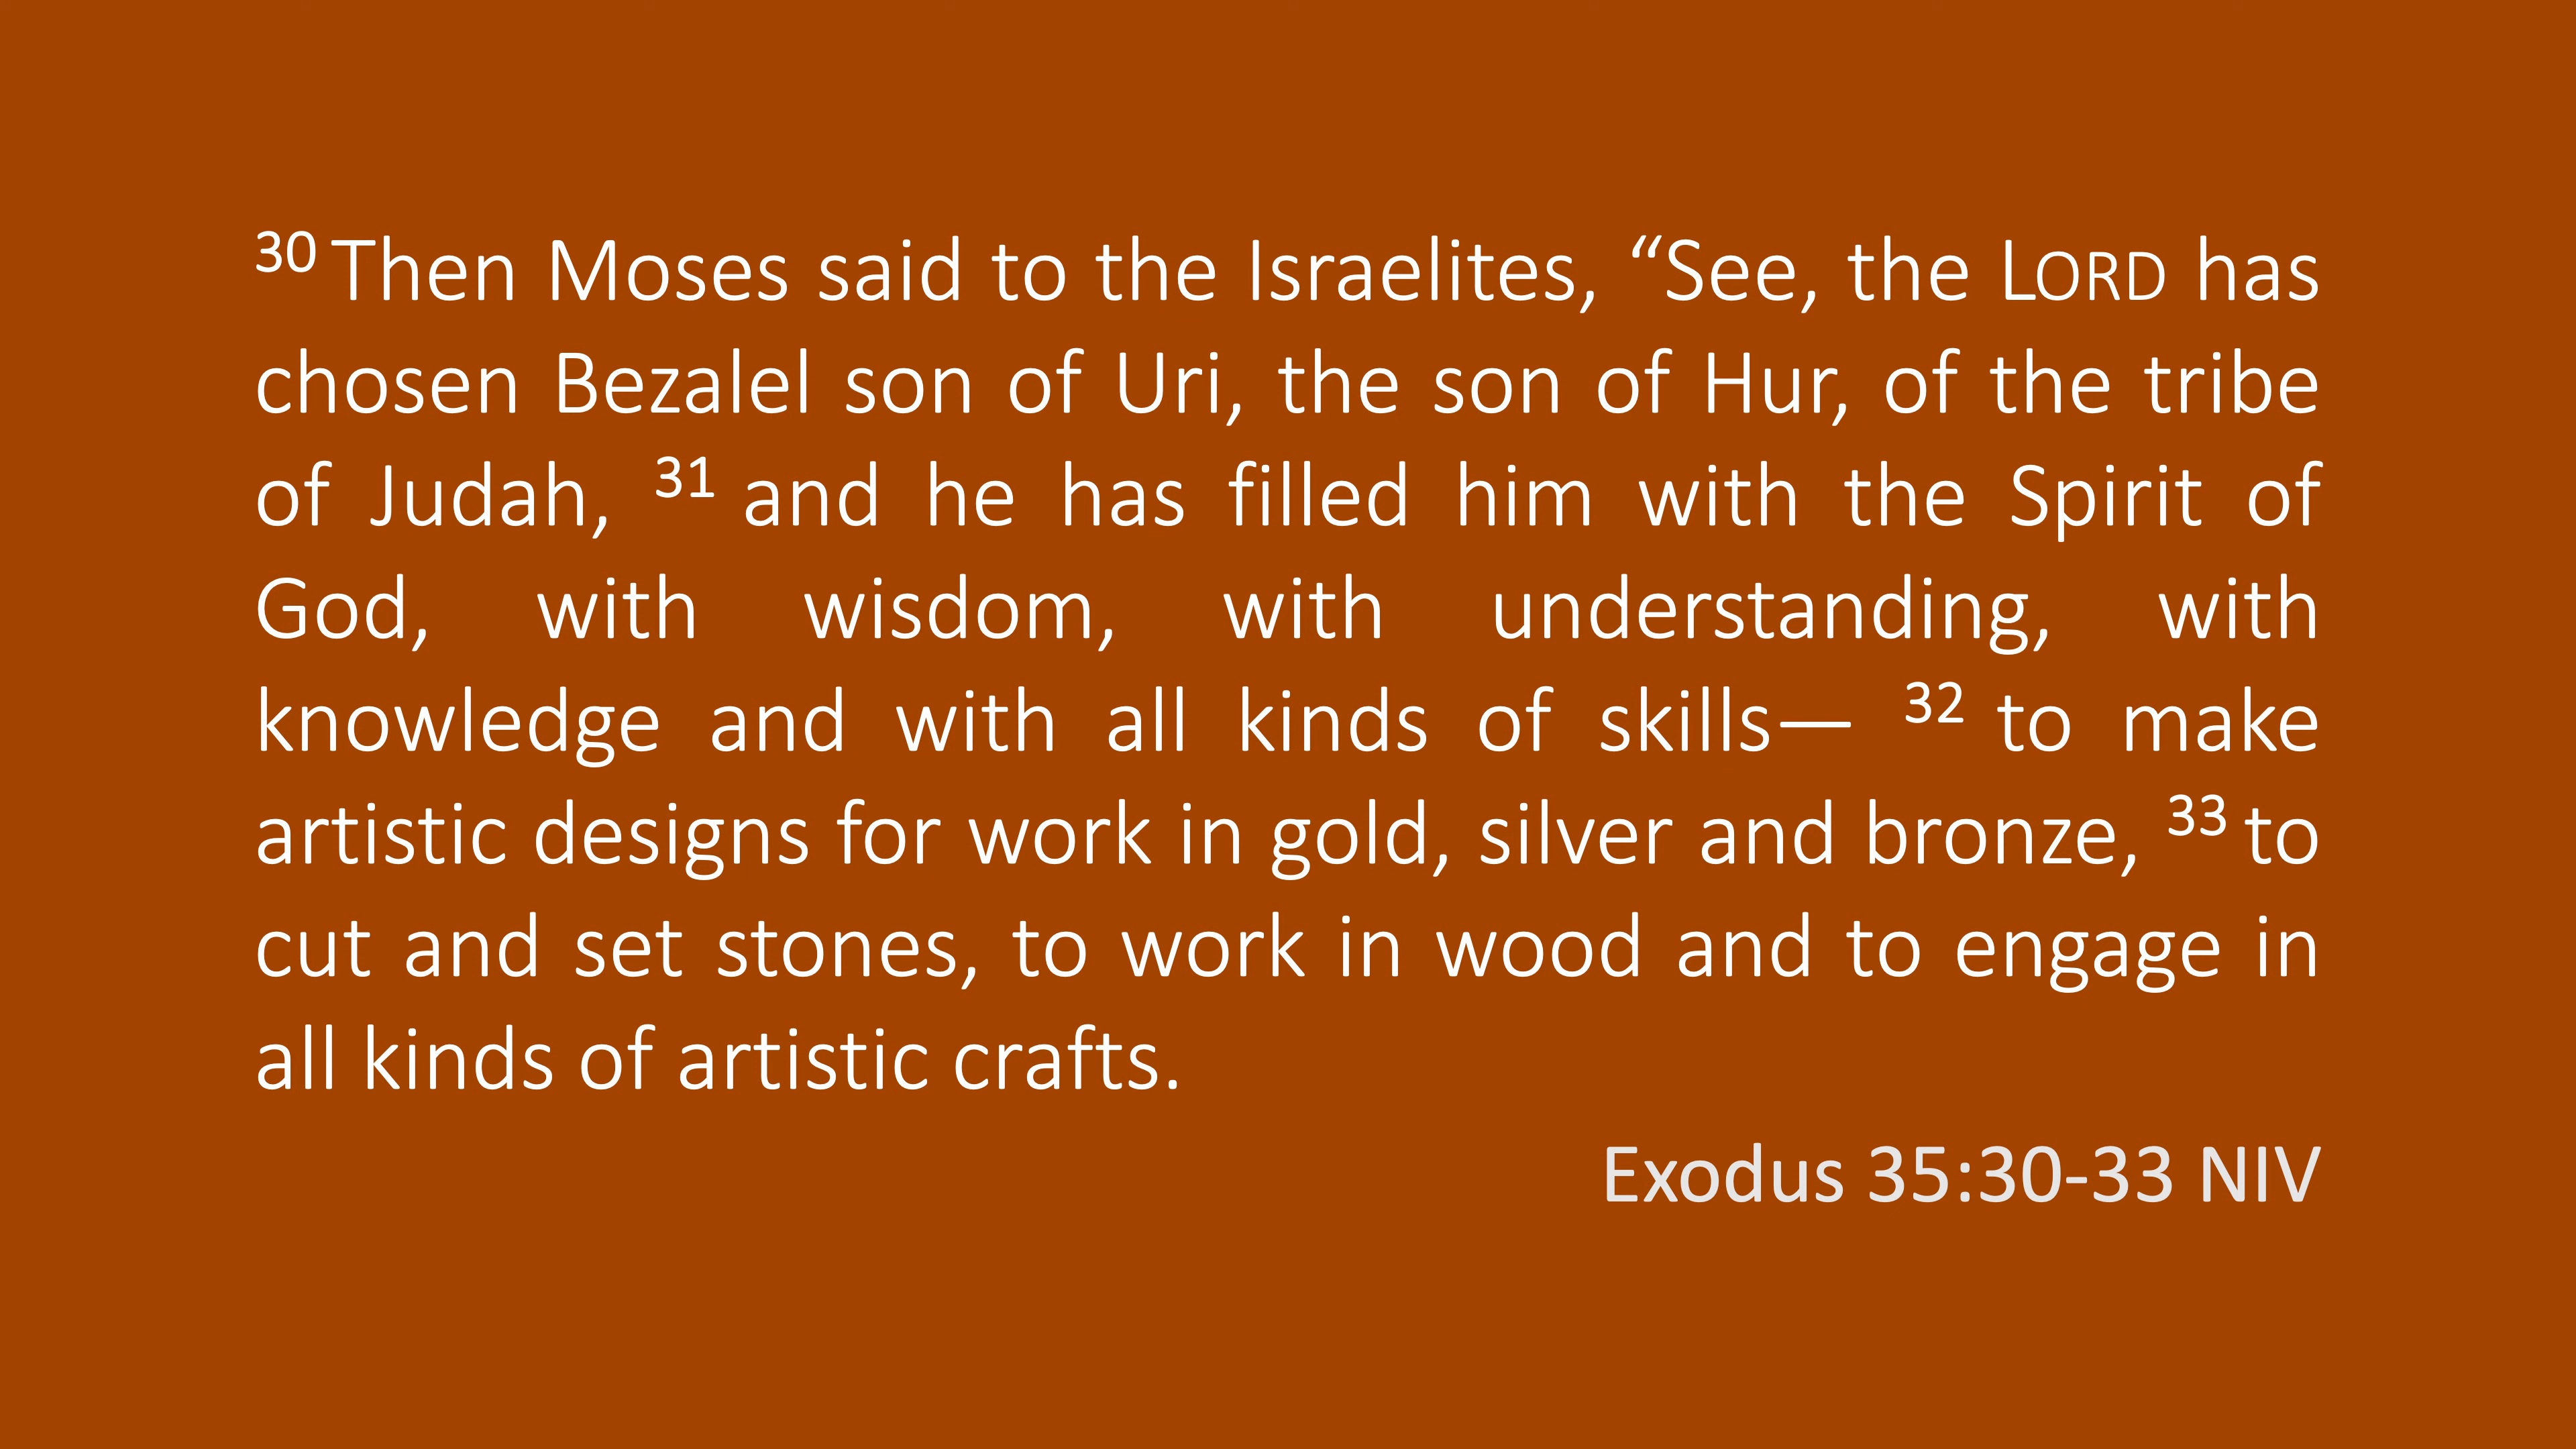 30 Then Moses said to the Israelites, “See, the LORD has
chosen Bezalel son of Uri, the son of Hur, of the tribe
of Judah, 31 and he has filled him with the Spirit of
God, with wisdom, with understanding, with
knowledge and with all kinds of skills— 32 to make
artistic designs for work in gold, silver and bronze, 33 to
cut and set stones, to work in wood and to engage in
all kinds of artistic crafts.
Exodus 35:30-33 NIV